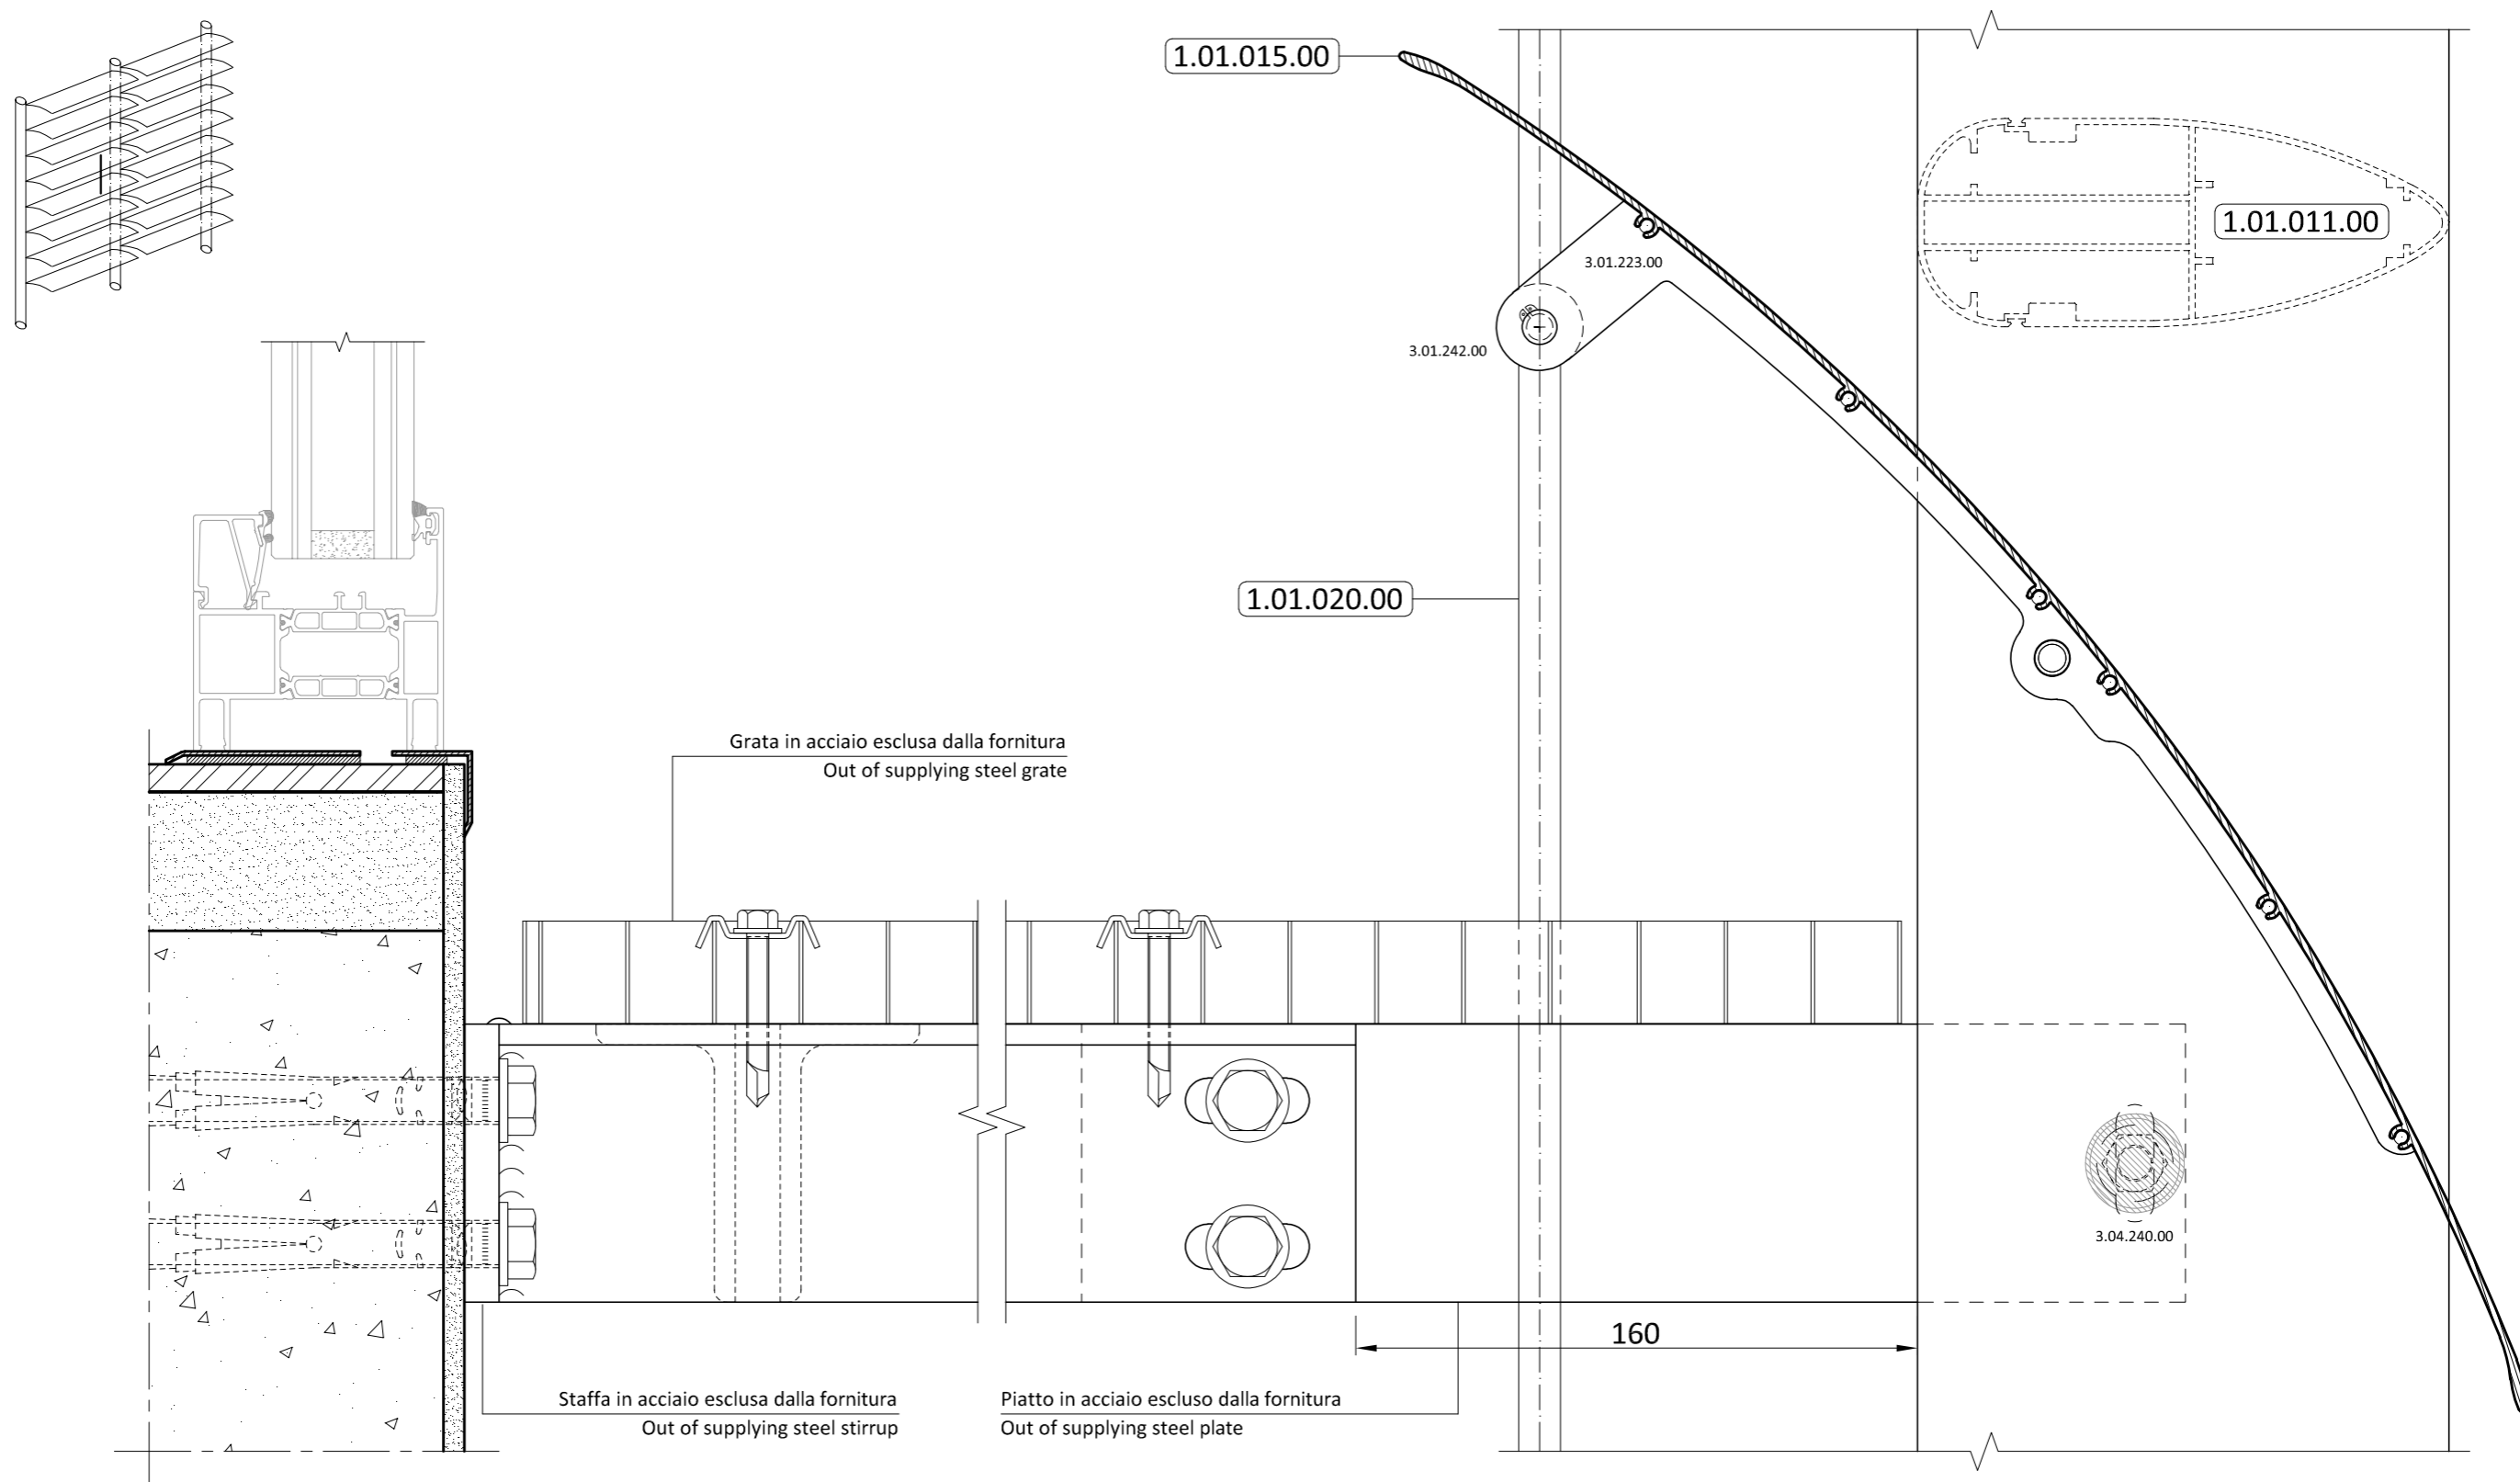 1.01.015.00
1.01.011.00
3.01.223.00
3.01.242.00
1.01.020.00
Grata in acciaio esclusa dalla fornitura
Out of supplying steel grate
3.04.240.00
160
Staffa in acciaio esclusa dalla fornitura
Out of supplying steel stirrup
Piatto in acciaio escluso dalla fornitura
Out of supplying steel plate